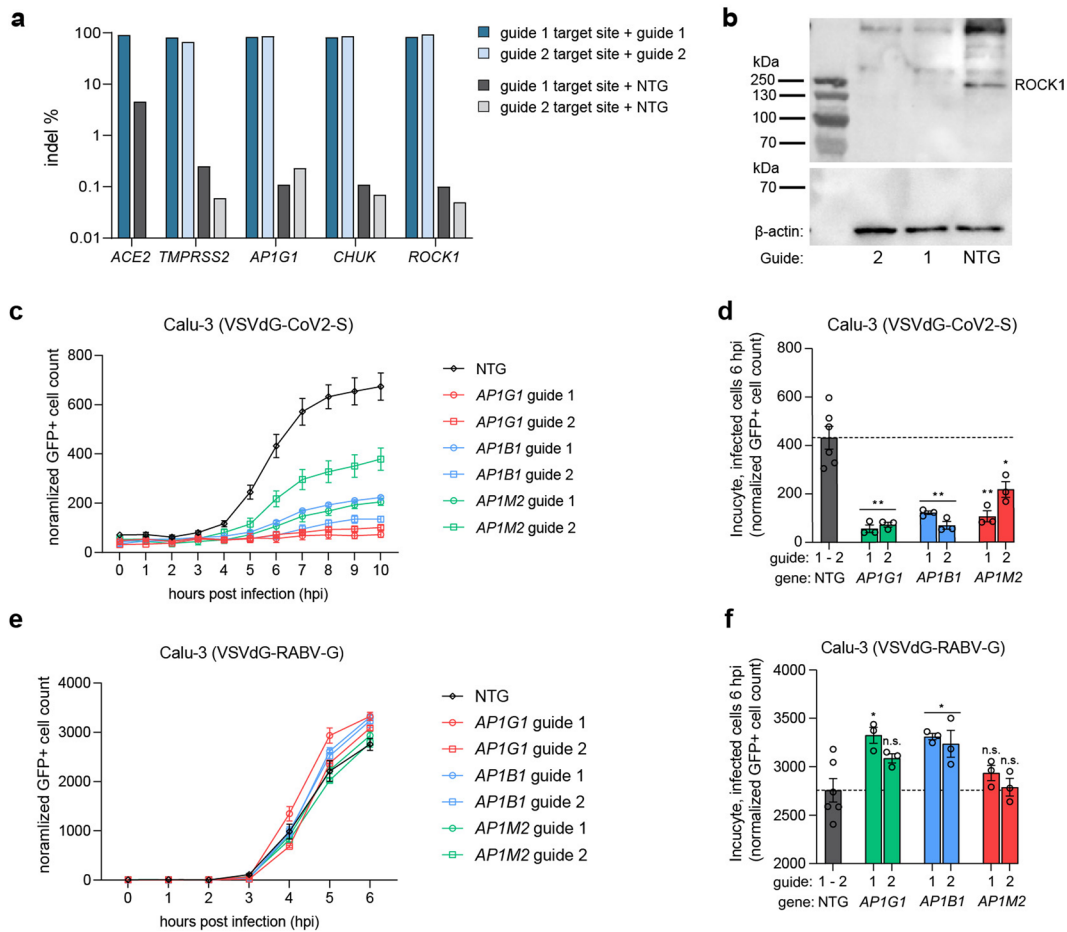 a
indel %
100
10
1
0.1
0.01
ACE2 TMPRSS2 AP1G1 CHUK ROCK1
guide 1 target site + guide 1
guide 2 target site + guide 2
guide 1 target site + NTG
guide 2 target site + NTG
b
kDa
250
130
100
70
ROCK1
kDa
70
β-actin:
Guide: 2 1 NTG
c
Calu-3 (VSVdG-CoV2-S)
noramlized GFP+ cell count
800
600
400
200
0
0 1 2 3 4 5 6 7 8 9 10
hours post infection (hpi)
NTG
AP1G1 guide 1
AP1G1 guide 2
AP1B1 guide 1
AP1B1 guide 2
AP1M2 guide 1
AP1M2 guide 2
d
Calu-3 (VSVdG-CoV2-S)
Incucyte, infected cells 6 hpi
(normalized GFP+ cell count)
800
600
400
200
0
** ** ** *
guide: 1 - 2 1 2 1 2 1 2
gene: NTG AP1G1 AP1B1 AP1M2
e
Calu-3 (VSVdG-RABV-G)
noramlized GFP+ cell count
4000
3000
2000
1000
0
0 1 2 3 4 5 6
hours post infection (hpi)
NTG
AP1G1 guide 1
AP1G1 guide 2
AP1B1 guide 1
AP1B1 guide 2
AP1M2 guide 1
AP1M2 guide 2
f
Calu-3 (VSVdG-RABV-G)
Incucyte, infected cells 6 hpi
(normalized GFP+ cell count)
4000
3500
3000
2500
2000
* n.s. * n.s. n.s.
guide: 1 - 2 1 2 1 2 1 2
gene: NTG AP1G1 AP1B1 AP1M2